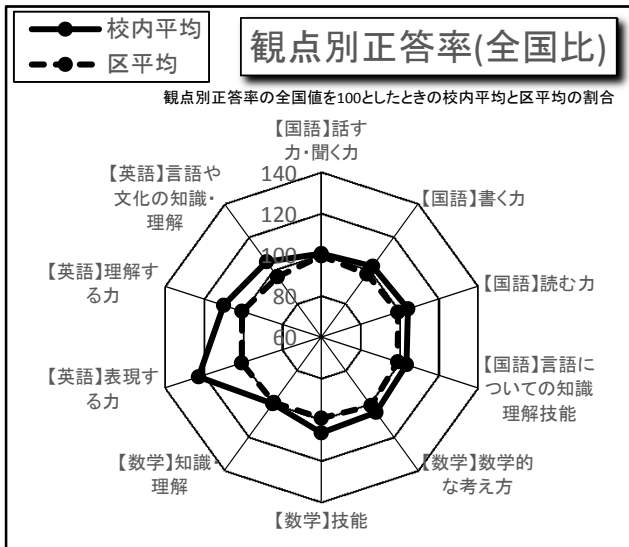 校内平均
区平均
観点別正答率(全国比)
観点別正答率の全国値を100としたときの校内平均と区平均の割合
【国語】話す
力・聞く力
【国語】書く力
【国語】読む力
【国語】言語に
ついての知識
理解技能
【数学】数学的
な考え方
【数学】技能
【数学】知識・
理解
【英語】表現す
る力
【英語】理解す
る力
【英語】言語や
文化の知識・
理解
140
120
100
80
60